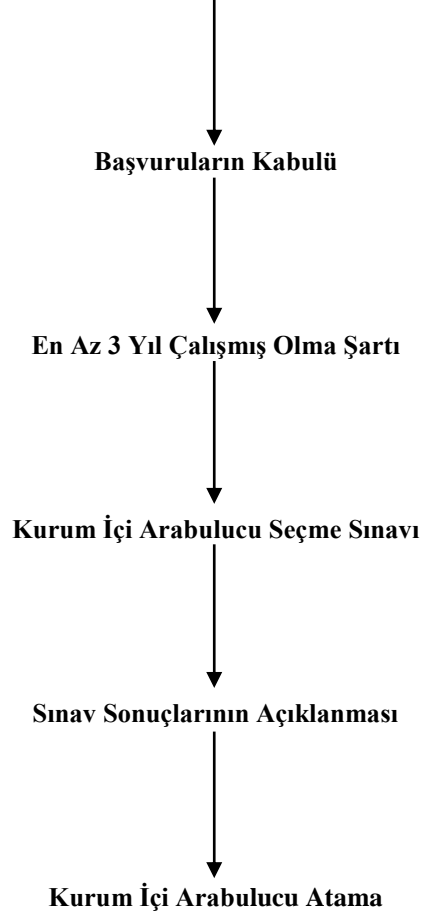 Başvuruların Kabulü
En Az 3 Yıl Çalışmış Olma Şartı
Kurum İçi Arabulucu Seçme Sınavı
Sınav Sonuçlarının Açıklanması
Kurum İçi Arabulucu Atama